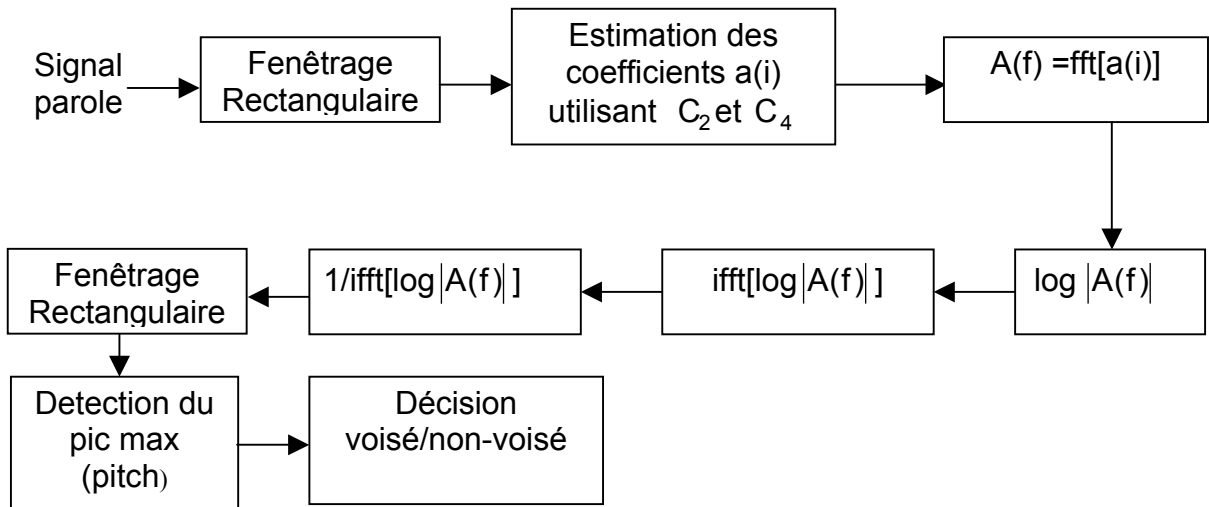 Signal
parole
Fenêtrage
Rectangulaire
Estimation des
coefficients a(i)
utilisant C₂ et C₄
A(f) =fft[a(i)]
log |A(f)|
ifft[log|A(f)| ]
1/ifft[log|A(f)| ]
Fenêtrage
Rectangulaire
Detection du
pic max
(pitch)
Décision
voisé/non-voisé